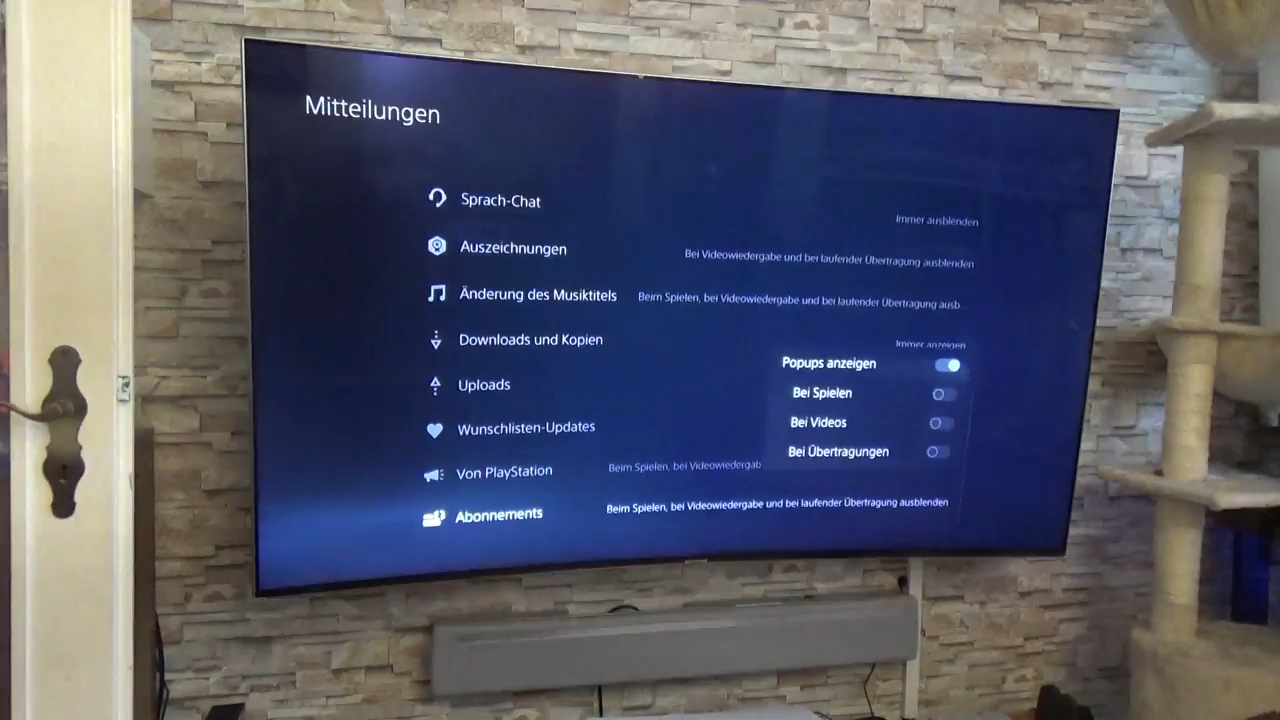 Mitteilungen
Sprach-Chat
Immer ausblenden
Auszeichnungen
Bei Videowiedergabe und bei laufender Übertragung ausblenden
Änderung des Musiktitels
Beim Spielen, bei Videowiedergabe und bei laufender Übertragung ausb
Downloads und Kopien
Immer anzeigen
Popups anzeigen
Uploads
Bei Spielen
Wunschlisten-Updates
Bei Videos
Bei Übertragungen
Von PlayStation
Beim Spielen, bei Videowiedergab
Abonnements
Beim Spielen, bei Videowiedergabe und bei laufender Übertragung ausblenden